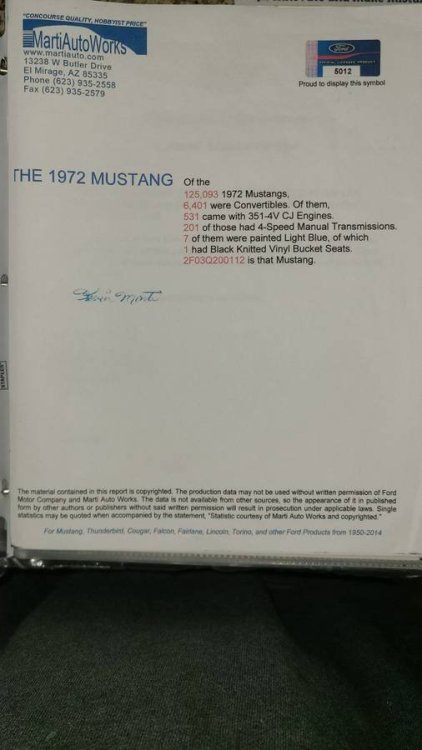 "CONCOURSE QUALITY, HOBBYIST PRICE"
MartiAutoWorks
www.martiauto.com
13238 W Butler Drive
El Mirage, AZ 85335
Phone (623) 935-2558
Fax (623) 935-2579
Ford
5012
Proud to display this symbol
THE 1972 MUSTANG
Of the
125,093 1972 Mustangs,
6,401 were Convertibles. Of them,
531 came with 351-4V CJ Engines.
201 of those had 4-Speed Manual Transmissions.
7 of them were painted Light Blue, of which
1 had Black Knitted Vinyl Bucket Seats.
2F03Q200112 is that Mustang.
Kevin Marti
The material contained in this report is copyrighted. The production data may not be used without written permission of Ford
Motor Company and Marti Auto Works. The data is not available from other sources, so the appearance of it in published
form by other authors or publishers without said written permission will result in prosecution under applicable laws. Single
statistics may be quoted when accompanied by the statement, "Statistic courtesy of Marti Auto Works and copyrighted."
For Mustang, Thunderbird, Cougar, Falcon, Fairlane, Lincoln, Torino, and other Ford Products from 1950-2014